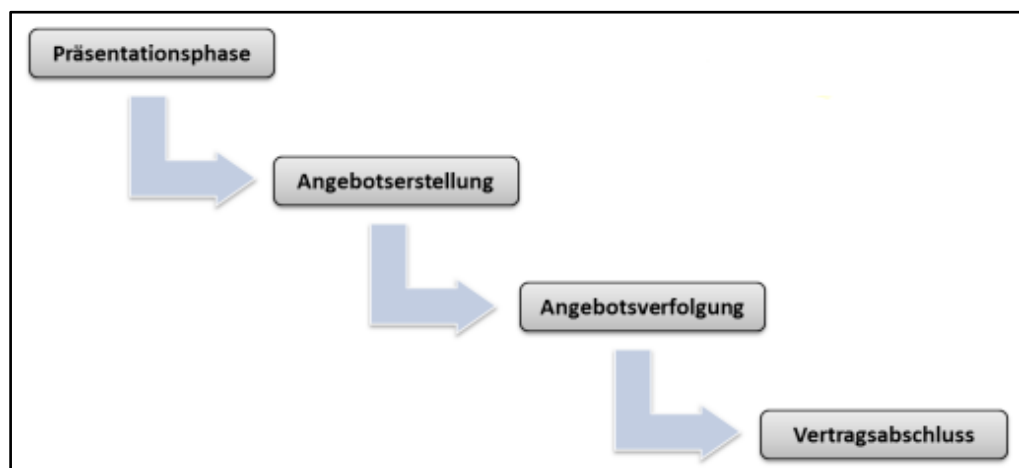 Präsentationsphase
Angebotserstellung
Angebotsverfolgung
Vertragsabschluss